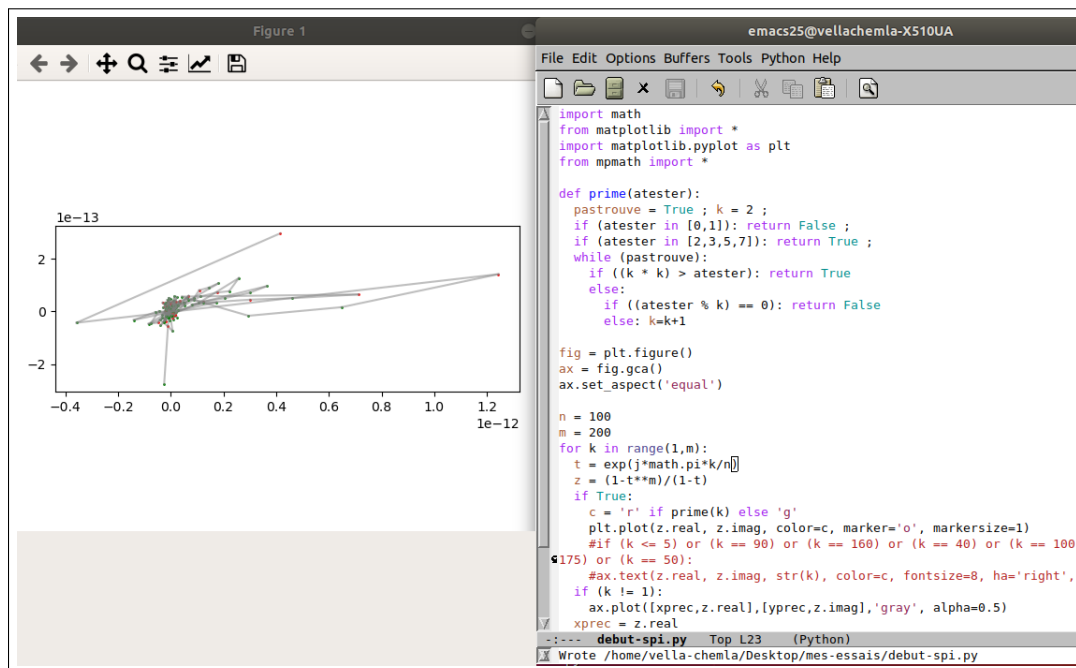 Figure 1
1e−13
2
0
−2
−0.4 −0.2 0.0 0.2 0.4 0.6 0.8 1.0 1.2
1e−12
emacs25@vellachemla-X510UA
File Edit Options Buffers Tools Python Help
import math
from matplotlib import *
import matplotlib.pyplot as plt
from mpmath import *
def prime(atester):
  pastrouve = True ; k = 2 ;
  if (atester in [0,1]): return False ;
  if (atester in [2,3,5,7]): return True ;
  while (pastrouve):
    if ((k * k) > atester): return True
    else:
      if ((atester % k) == 0): return False
      else: k=k+1
fig = plt.figure()
ax = fig.gca()
ax.set_aspect('equal')
n = 100
m = 200
for k in range(1,m):
  t = exp(j*math.pi*k/n)
  z = (1-t**m)/(1-t)
  if True:
    c = 'r' if prime(k) else 'g'
    plt.plot(z.real, z.imag, color=c, marker='o', markersize=1)
    #if (k <= 5) or (k == 90) or (k == 160) or (k == 40) or (k == 100
175) or (k == 50):
    #ax.text(z.real, z.imag, str(k), color=c, fontsize=8, ha='right',
  if (k != 1):
    ax.plot([xprec,z.real],[yprec,z.imag],'gray', alpha=0.5)
  xprec = z.real
-:--- debut-spi.py Top L23 (Python)
Wrote /home/vella-chemla/Desktop/mes-essais/debut-spi.py